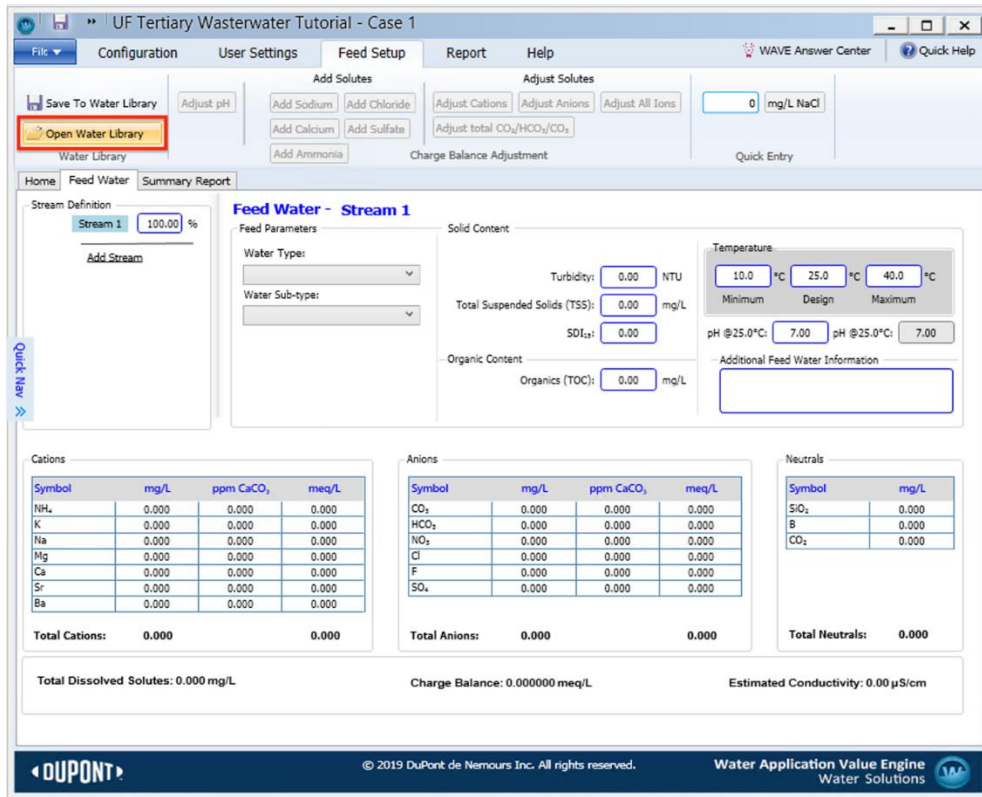 UF Tertiary Wasterwater Tutorial - Case 1
File Configuration User Settings Feed Setup Report Help WAVE Answer Center Quick Help
Add Solutes Adjust Solutes
Save To Water Library Adjust pH Add Sodium Add Chloride Adjust Cations Adjust Anions Adjust All Ions 0 mg/L NaCl
Open Water Library Add Calcium Add Sulfate Adjust total CO₂/HCO₃/CO₃
Water Library Add Ammonia Charge Balance Adjustment Quick Entry
Home Feed Water Summary Report
Stream Definition
Stream 1 100.00 %
Add Stream
Quick Nav
Feed Water - Stream 1
Feed Parameters
Water Type:
Water Sub-type:
Solid Content
Turbidity: 0.00 NTU
Total Suspended Solids (TSS): 0.00 mg/L
SDI₁₅: 0.00
Organic Content
Organics (TOC): 0.00 mg/L
Temperature
10.0 °C 25.0 °C 40.0 °C
Minimum Design Maximum
pH @25.0°C: 7.00 pH @25.0°C: 7.00
Additional Feed Water Information
Cations
Symbol mg/L ppm CaCO₃ meq/L
NH₄ 0.000 0.000 0.000
K 0.000 0.000 0.000
Na 0.000 0.000 0.000
Mg 0.000 0.000 0.000
Ca 0.000 0.000 0.000
Sr 0.000 0.000 0.000
Ba 0.000 0.000 0.000
Total Cations: 0.000 0.000
Anions
Symbol mg/L ppm CaCO₃ meq/L
CO₃ 0.000 0.000 0.000
HCO₃ 0.000 0.000 0.000
NO₃ 0.000 0.000 0.000
Cl 0.000 0.000 0.000
F 0.000 0.000 0.000
SO₄ 0.000 0.000 0.000
Total Anions: 0.000 0.000
Neutrals
Symbol mg/L
SiO₂ 0.000
B 0.000
CO₂ 0.000
Total Neutrals: 0.000
Total Dissolved Solutes: 0.000 mg/L Charge Balance: 0.000000 meq/L Estimated Conductivity: 0.00 µS/cm
DUPONT © 2019 DuPont de Nemours Inc. All rights reserved. Water Application Value Engine
Water Solutions